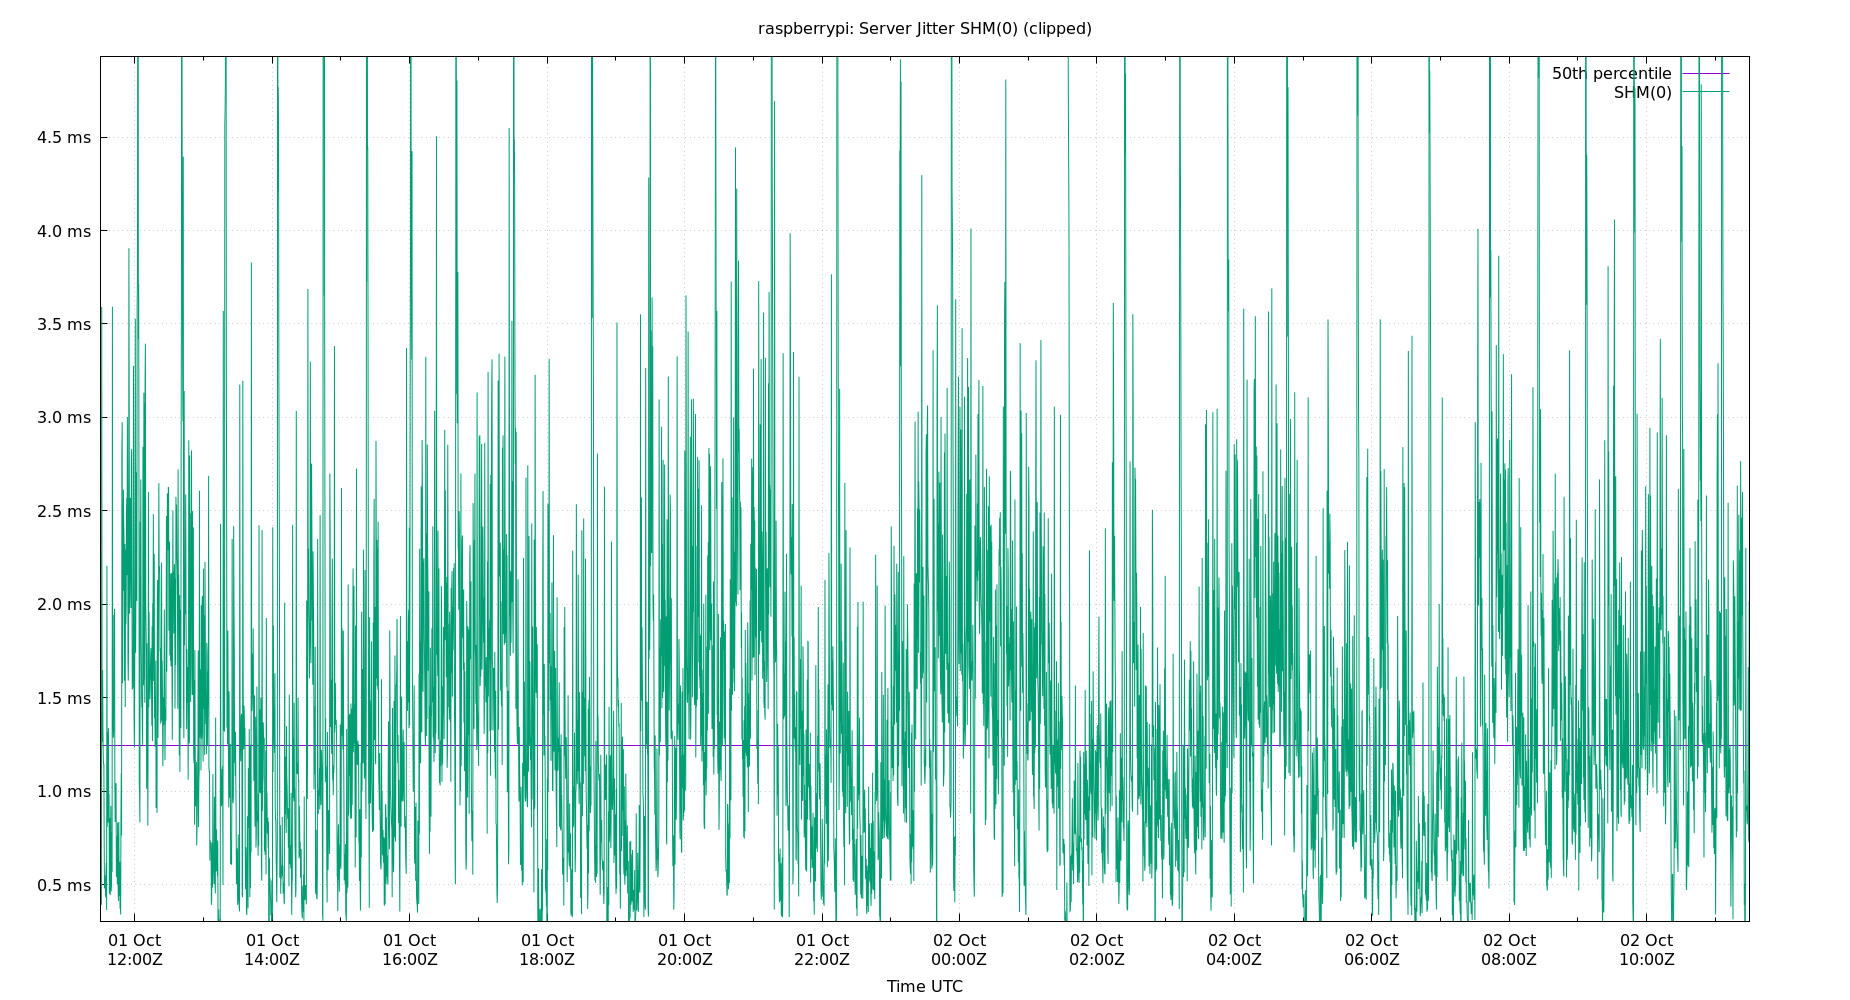 raspberrypi: Server Jitter SHM(0) (clipped)
50th percentile
SHM(0)
4.5 ms
4.0 ms
3.5 ms
3.0 ms
2.5 ms
2.0 ms
1.5 ms
1.0 ms
0.5 ms
01 Oct 01 Oct 01 Oct 01 Oct 01 Oct 01 Oct 02 Oct 02 Oct 02 Oct 02 Oct 02 Oct 02 Oct
12:00Z 14:00Z 16:00Z 18:00Z 20:00Z 22:00Z 00:00Z 02:00Z 04:00Z 06:00Z 08:00Z 10:00Z
Time UTC